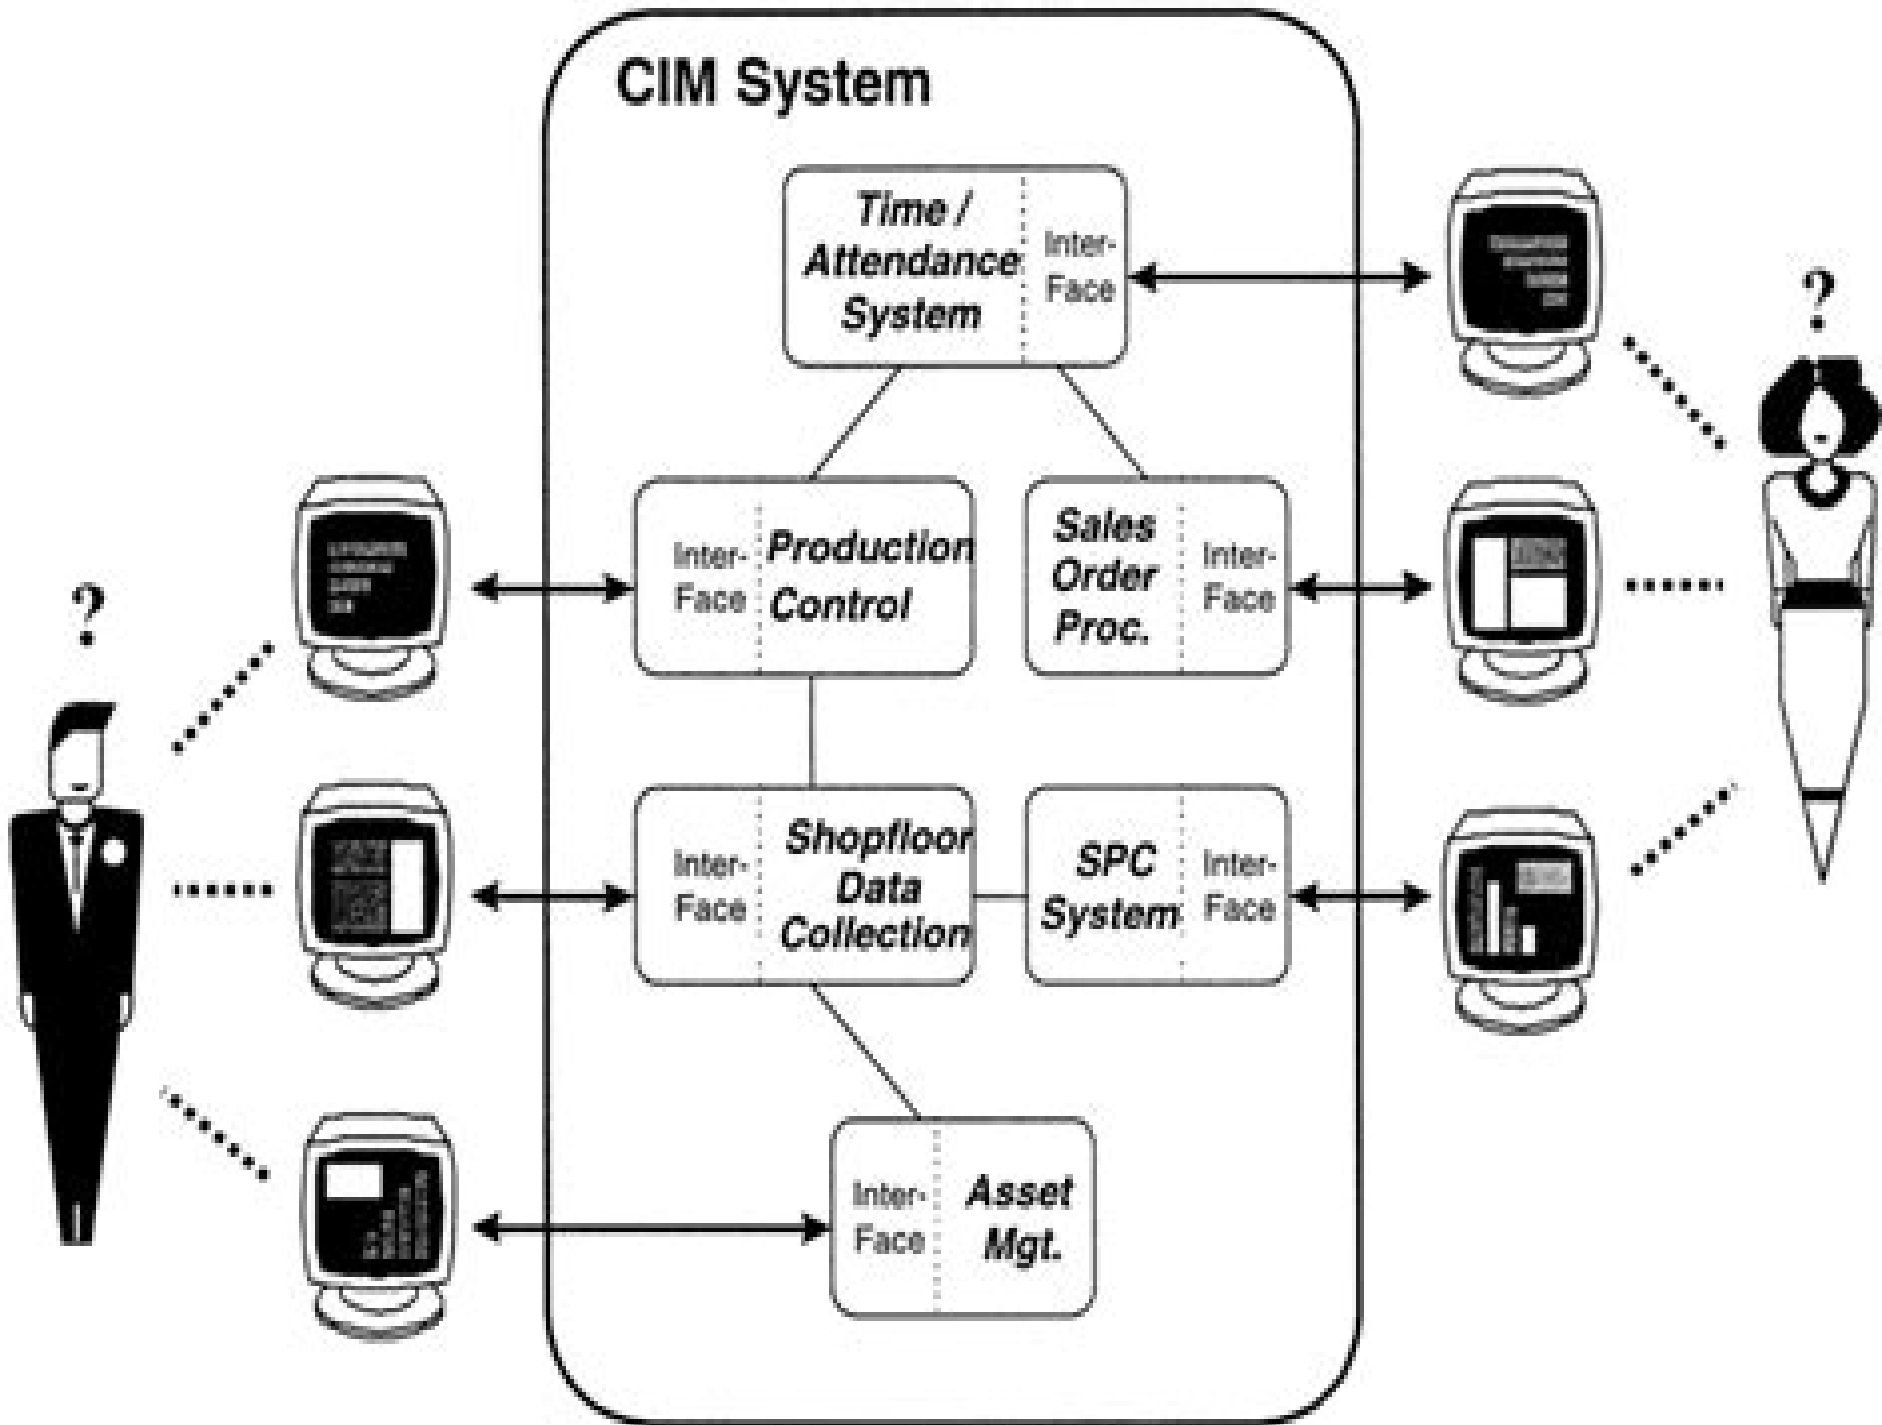 CIM System
Time /
Attendance
System
Inter-
Face
?
Inter-
Face
Production
Control
Sales
Order
Proc.
Inter-
Face
?
Inter-
Face
Shopfloor
Data
Collection
SPC
System
Inter-
Face
Inter-
Face
Asset
Mgt.